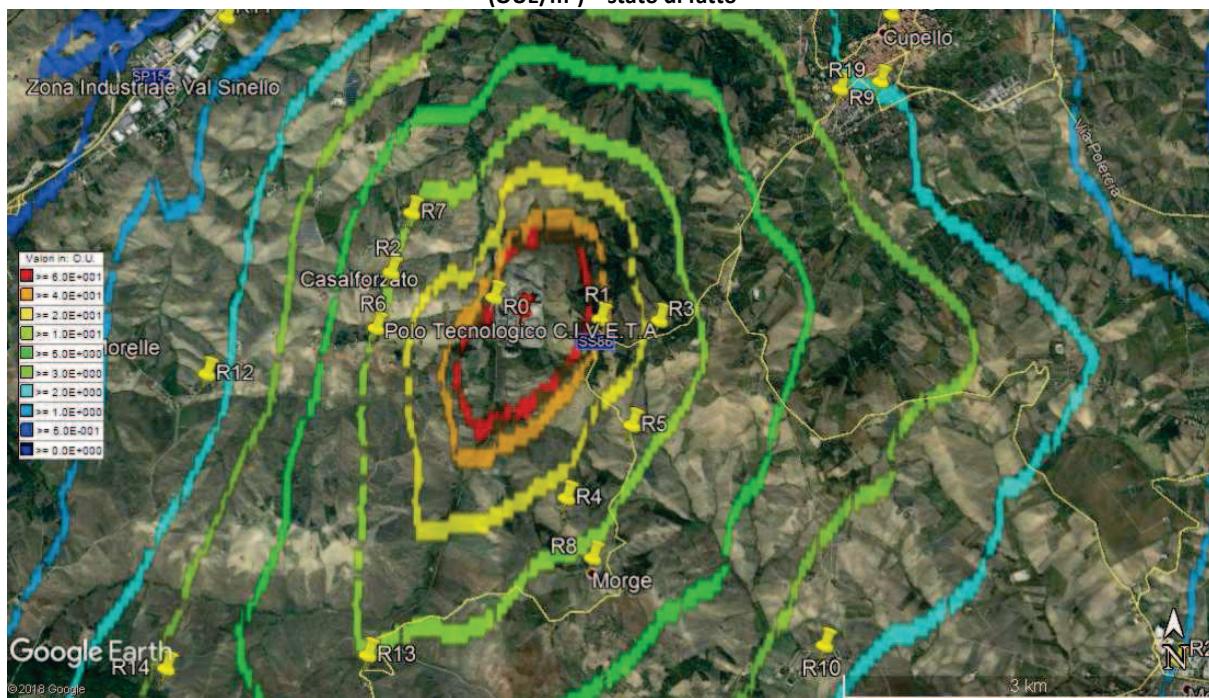 (OUE/m³) – stato di fatto
Cupello
SP154
Zona Industriale Val Sinello
R19
R9
Via Polercia
R7
R2
Casalforzato
R6
R0
R1
R3
Polo Tecnologico C.I.V.E.T.A
SS86
R12
R5
R4
R8
Morge
R13
R14
R10
Valori in: O.U.
>= 6.0E+001
>= 4.0E+001
>= 2.0E+001
>= 1.0E+001
>= 5.0E+000
>= 3.0E+000
>= 2.0E+000
>= 1.0E+000
>= 5.0E-001
>= 0.0E+000
Google Earth
©2018 Google
N
3 km